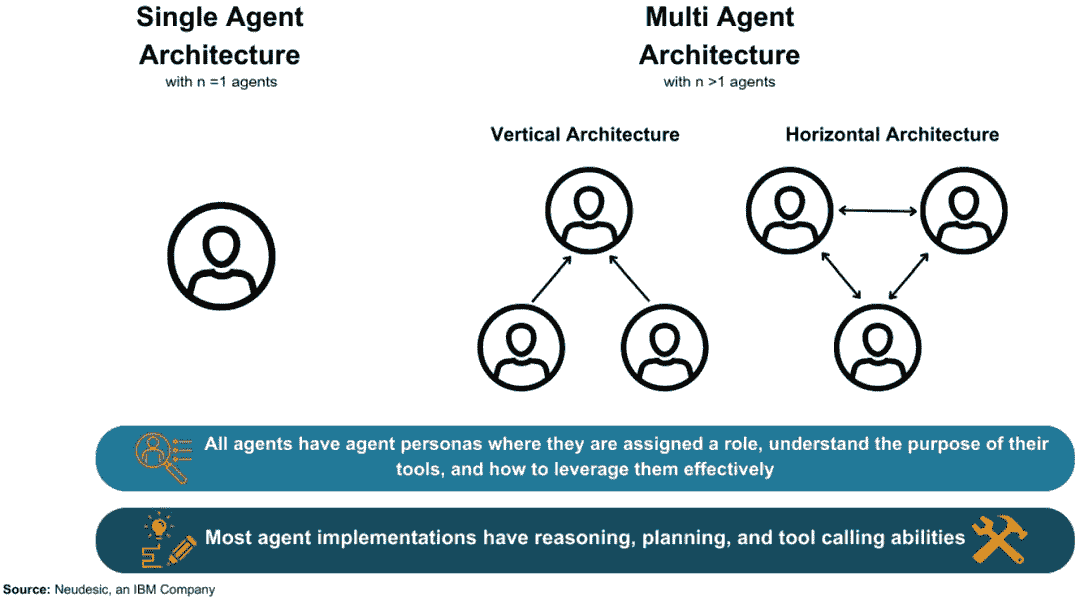 Single Agent
Architecture
with n =1 agents
Multi Agent
Architecture
with n >1 agents
Vertical Architecture
Horizontal Architecture
All agents have agent personas where they are assigned a role, understand the purpose of their
tools, and how to leverage them effectively
Most agent implementations have reasoning, planning, and tool calling abilities
Source: Neudesic, an IBM Company